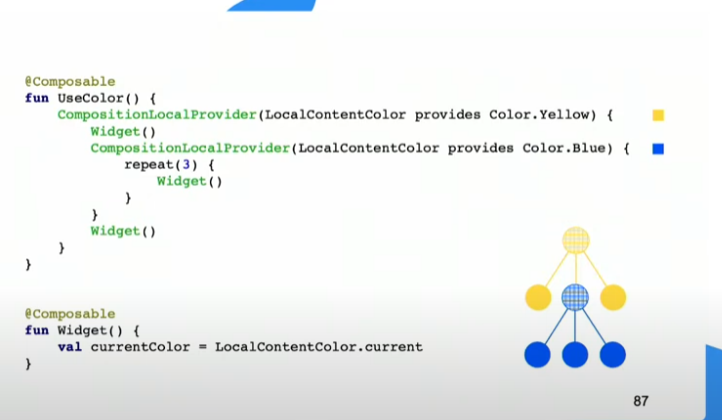 @Composable
fun UseColor() {
    CompositionLocalProvider(LocalContentColor provides Color.Yellow) {
        Widget()
        CompositionLocalProvider(LocalContentColor provides Color.Blue) {
            repeat(3) {
                Widget()
            }
        }
        Widget()
    }
}
@Composable
fun Widget() {
    val currentColor = LocalContentColor.current
}
87